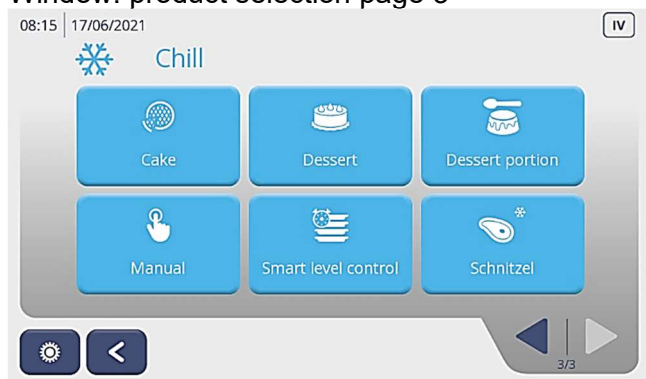 Window: product selection page 3
08:15 17/06/2021 IV
Chill
Cake Dessert Dessert portion
Manual Smart level control Schnitzel
3/3